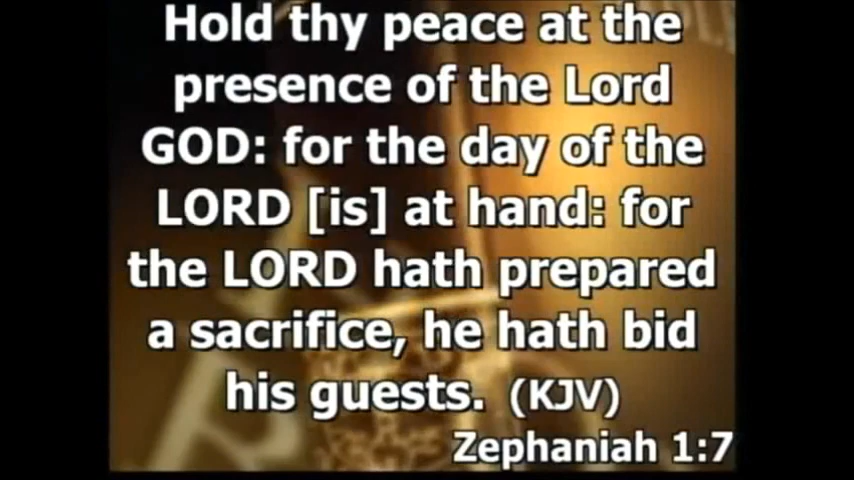 Hold thy peace at the
presence of the Lord
GOD: for the day of the
LORD [is] at hand: for
the LORD hath prepared
a sacrifice, he hath bid
his guests. (KJV)
Zephaniah 1:7